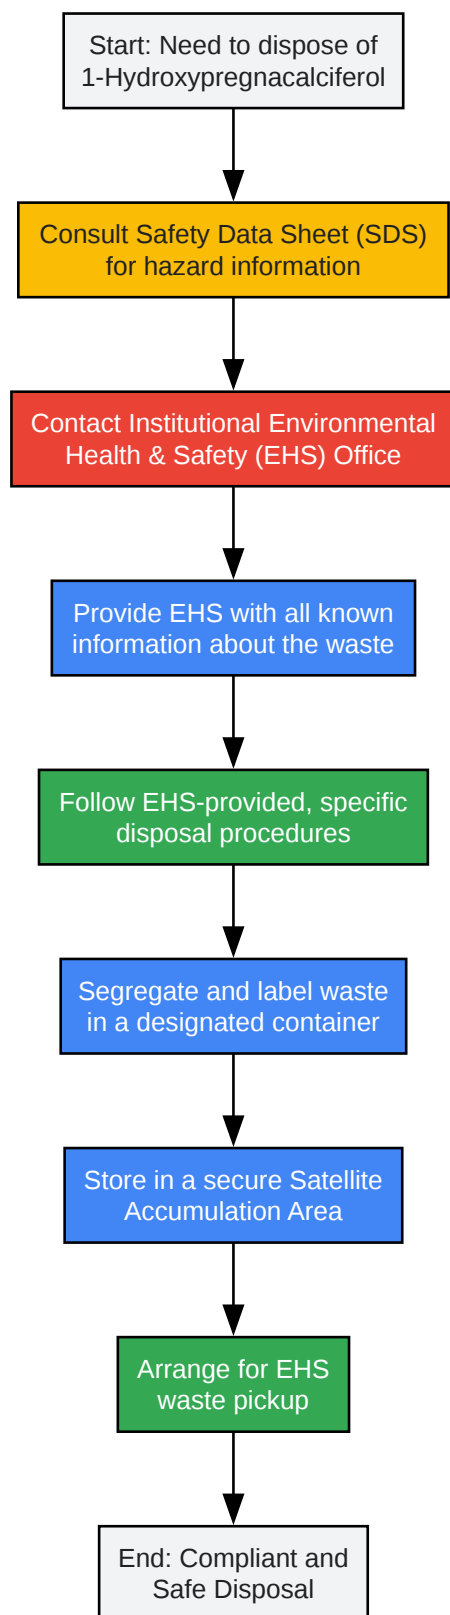 Start: Need to dispose of
1-Hydroxypregnacalciferol
Consult Safety Data Sheet (SDS)
for hazard information
Contact Institutional Environmental
Health & Safety (EHS) Office
Provide EHS with all known
information about the waste
Follow EHS-provided, specific
disposal procedures
Segregate and label waste
in a designated container
Store in a secure Satellite
Accumulation Area
Arrange for EHS
waste pickup
End: Compliant and
Safe Disposal